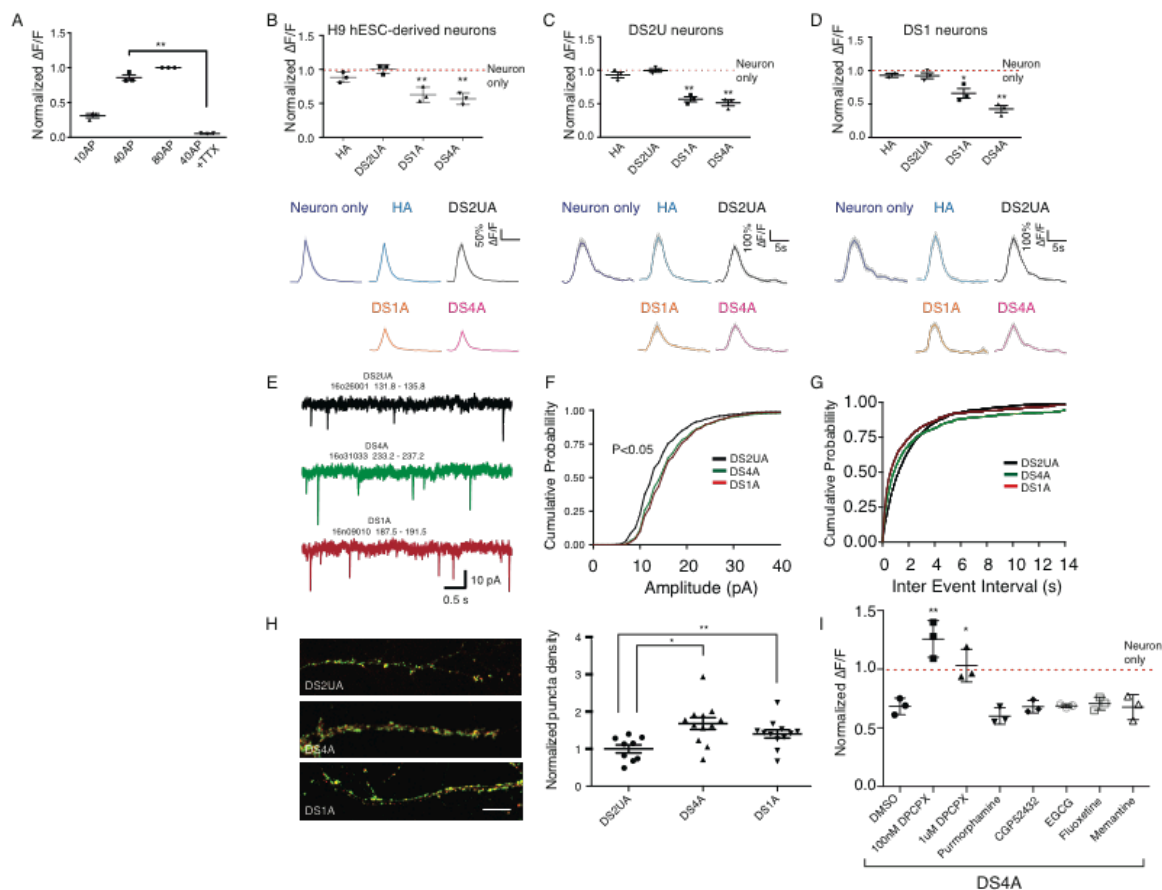 A
Normalized ΔF/F
1.5
1.0
0.5
0.0
**
10AP
40AP
80AP
40AP
+TTX
B
H9 hESC-derived neurons
Normalized ΔF/F
1.5
1.0
0.5
0.0
Neuron
only
**
**
HA
DS2UA
DS1A
DS4A
C
DS2U neurons
Normalized ΔF/F
1.5
1.0
0.5
0.0
Neuron
only
**
**
HA
DS2UA
DS1A
DS4A
D
DS1 neurons
Normalized ΔF/F
1.5
1.0
0.5
0.0
Neuron only
*
**
HA
DS2UA
DS1A
DS4A
Neuron only
HA
DS2UA
50%
ΔF/F
DS1A
DS4A
Neuron only
HA
DS2UA
100%
ΔF/F
5s
DS1A
DS4A
Neuron only
HA
DS2UA
100%
ΔF/F
5s
DS1A
DS4A
E
DS2UA
16o26001 131.8 - 135.8
DS4A
16o31033 233.2 - 237.2
DS1A
16n09010 187.5 - 191.5
10 pA
0.5 s
F
Cumulative Probablility
1.00
0.75
0.50
0.25
0.00
P<0.05
DS2UA
DS4A
DS1A
0
10
20
30
40
Amplitude (pA)
G
Cumulative Probability
1.00
0.75
0.50
0.25
0.00
DS2UA
DS4A
DS1A
0
2
4
6
8
10
12
14
Inter Event Interval (s)
H
DS2UA
DS4A
DS1A
Normalized puncta density
4
3
2
1
0
**
*
DS2UA
DS4A
DS1A
I
Normalized ΔF/F
1.5
1.0
0.5
0.0
**
*
Neuron
only
DMSO
100nM DPCPX
1uM DPCPX
Purmorphamine
CGP52432
EGCG
Fluoxetine
Memantine
DS4A